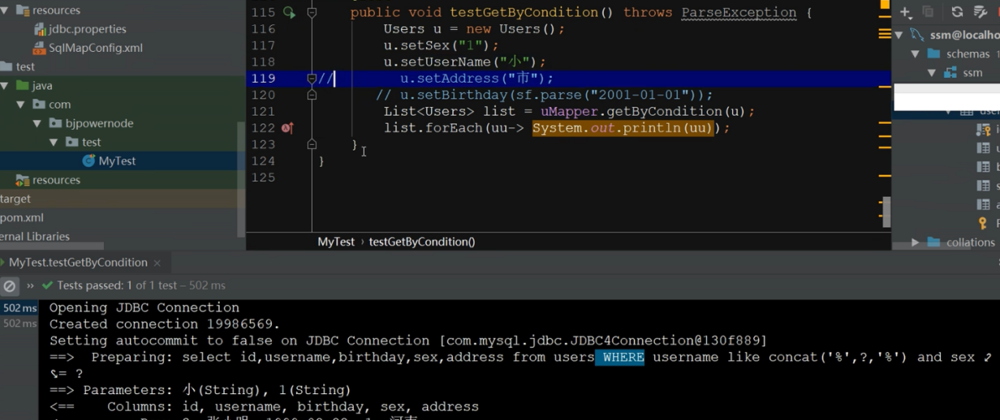 resources
jdbc.properties
SqlMapConfig.xml
test
java
com
bjpowernode
test
MyTest
resources
target
pom.xml
ernal Libraries
115 public void testGetByCondition() throws ParseException {
116 Users u = new Users();
117 u.setSex("1");
118 u.setUserName("小");
119 // u.setAddress("市");
120 // u.setBirthday(sf.parse("2001-01-01"));
121 List<Users> list = uMapper.getByCondition(u);
122 list.forEach(uu-> System.out.println(uu));
123 }
124 }
125
MyTest › testGetByCondition()
ssm@localho
schemas 1
ssm
collations
MyTest.testGetByCondition ×
» Tests passed: 1 of 1 test – 502 ms
502 ms
502 ms
Opening JDBC Connection
Created connection 19986569.
Setting autocommit to false on JDBC Connection [com.mysql.jdbc.JDBC4Connection@130f889]
==> Preparing: select id,username,birthday,sex,address from users WHERE username like concat('%',?,'%') and sex
= ?
==> Parameters: 小(String), 1(String)
<== Columns: id, username, birthday, sex, address